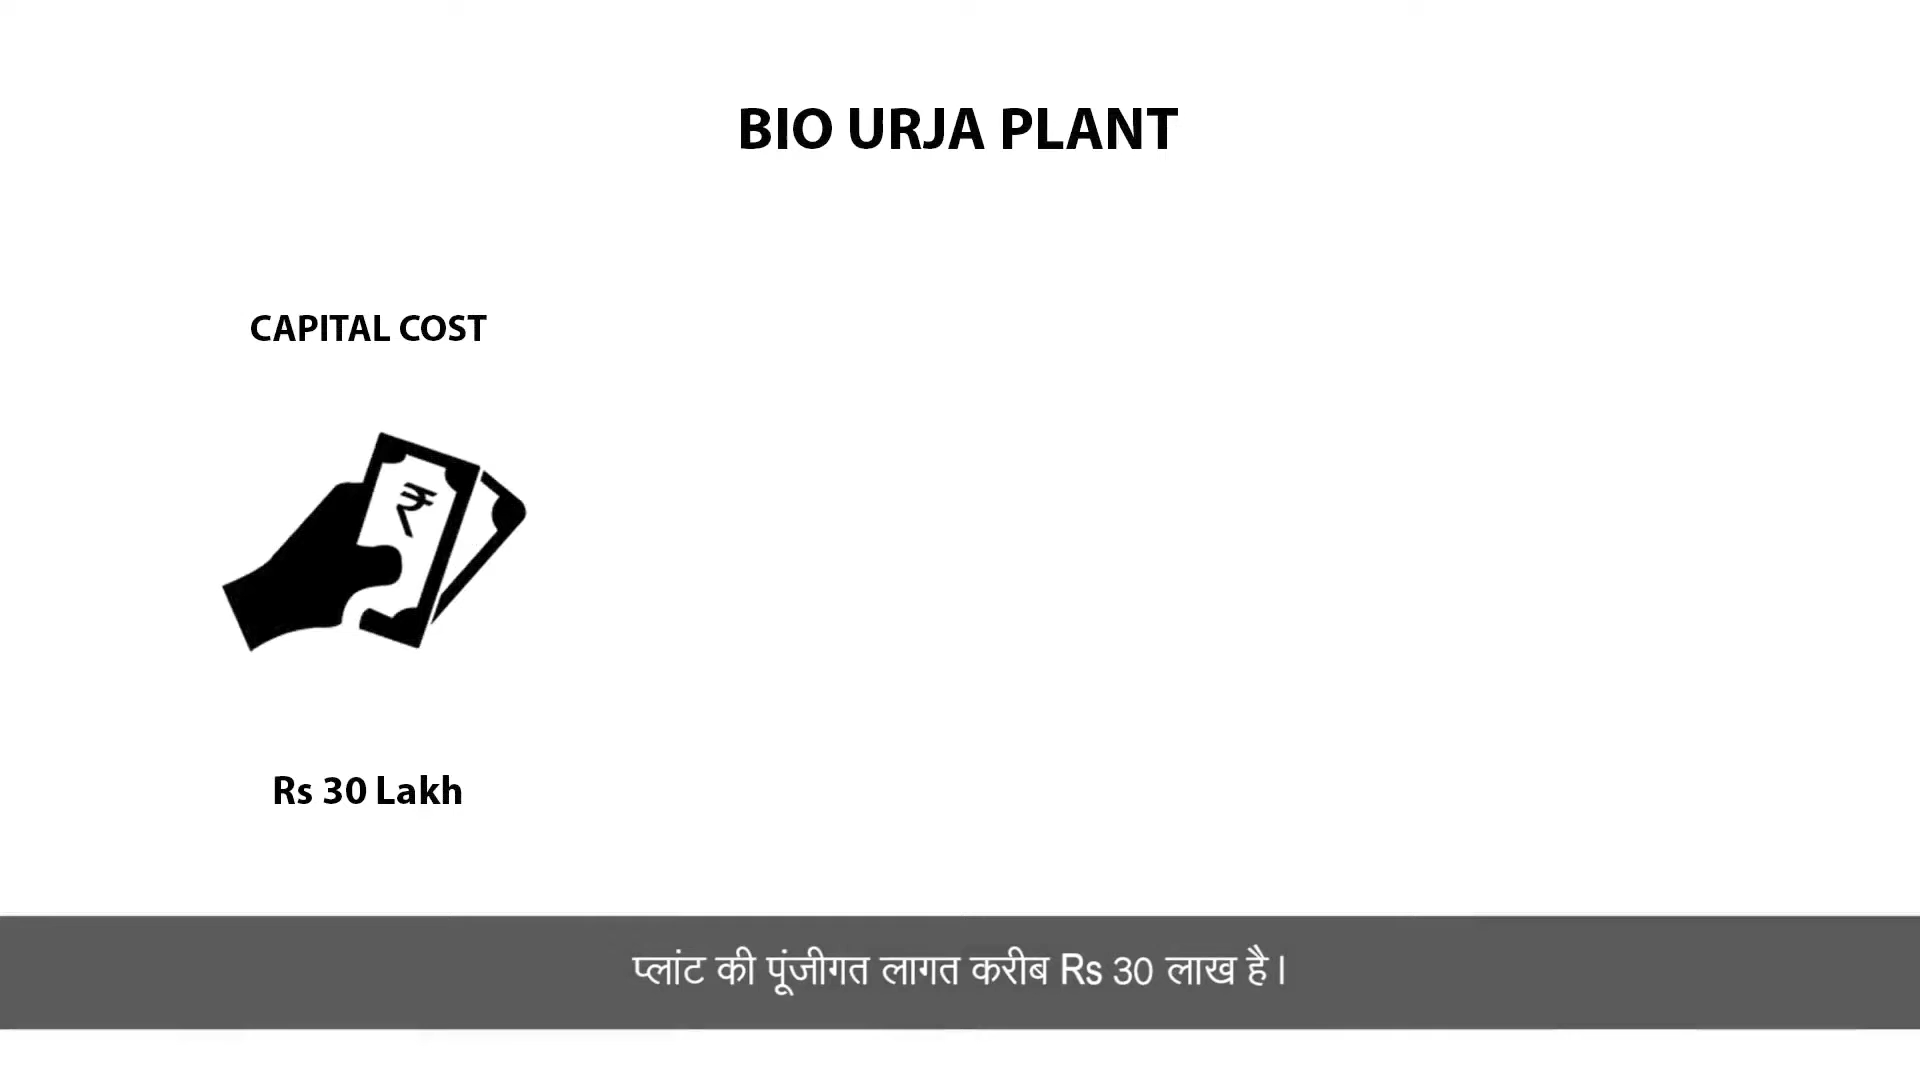 BIO URJA PLANT
CAPITAL COST
₹
Rs 30 Lakh
प्लांट की पूंजीगत लागत करीब Rs 30 लाख है।